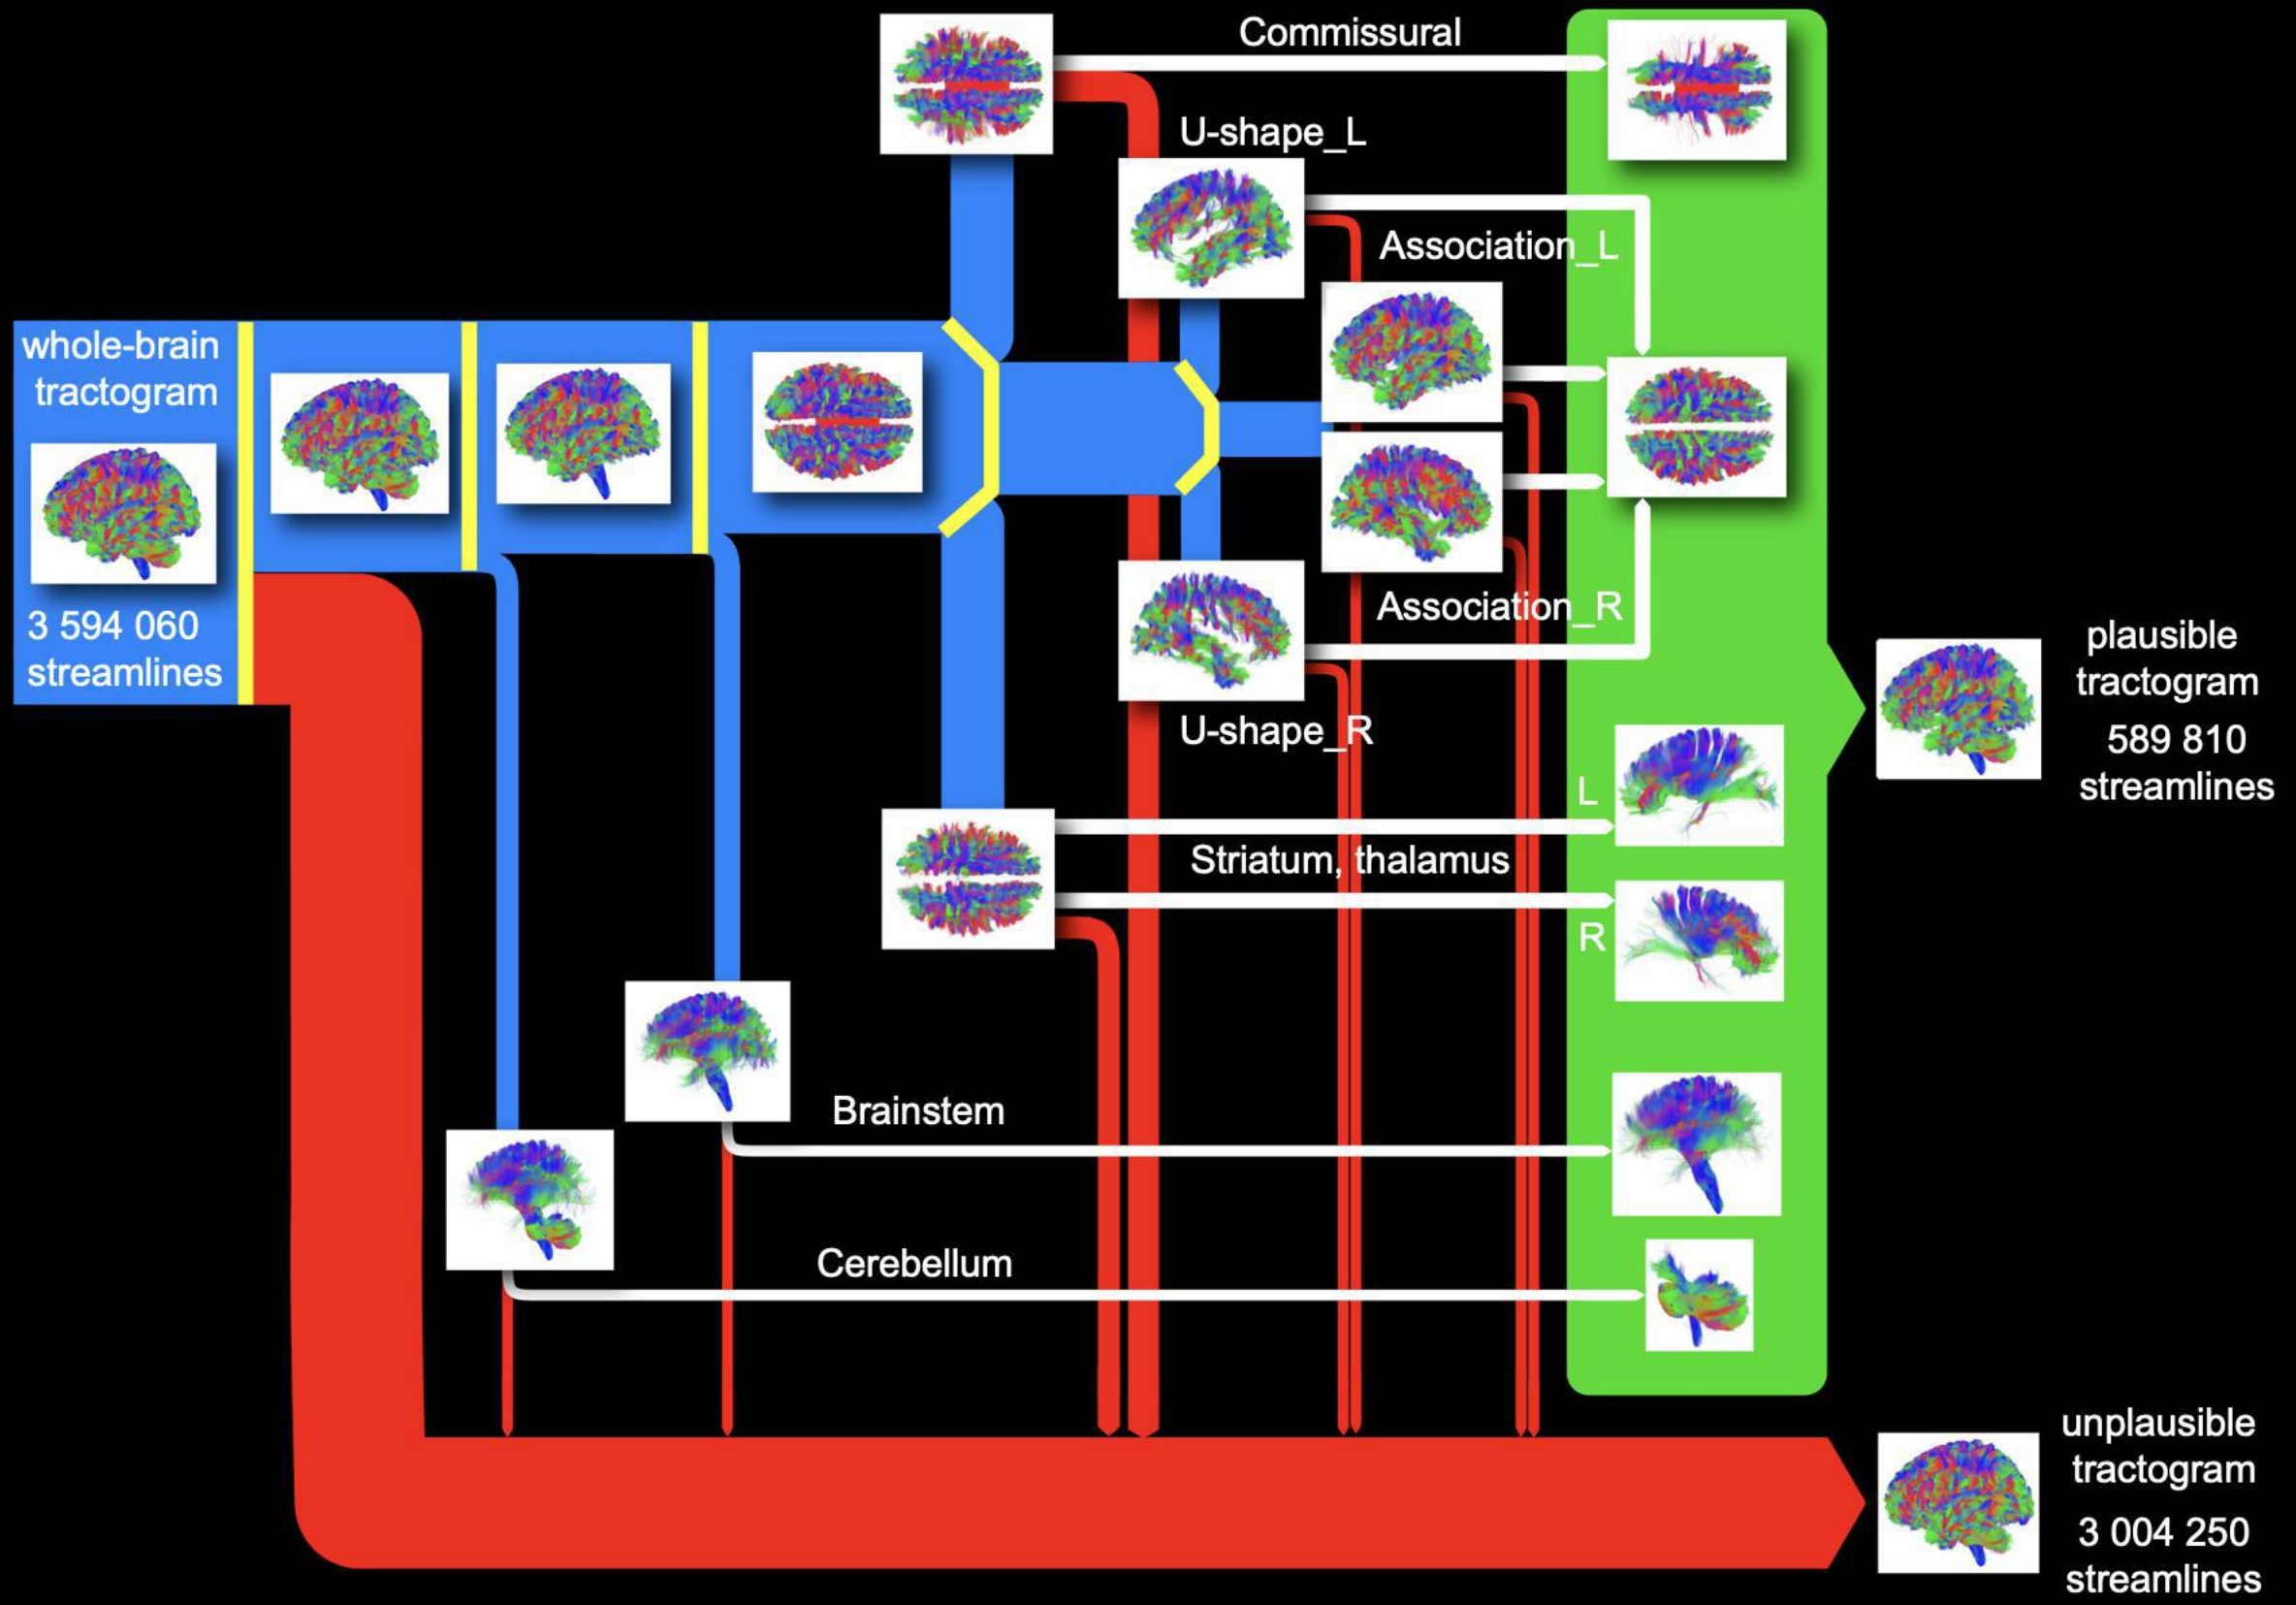 Commissural
U-shape_L
Association_L
whole-brain
tractogram
3 594 060
streamlines
Association_R
U-shape_R
plausible
tractogram
589 810
streamlines
L
Striatum, thalamus
R
Brainstem
Cerebellum
unplausible
tractogram
3 004 250
streamlines